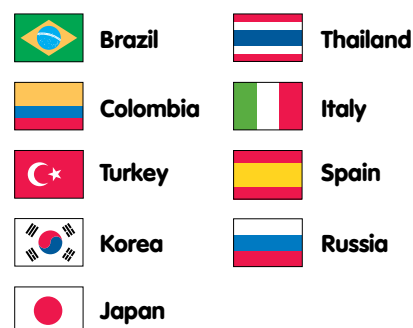 Brazil
Colombia
Turkey
Korea
Japan
Thailand
Italy
Spain
Russia